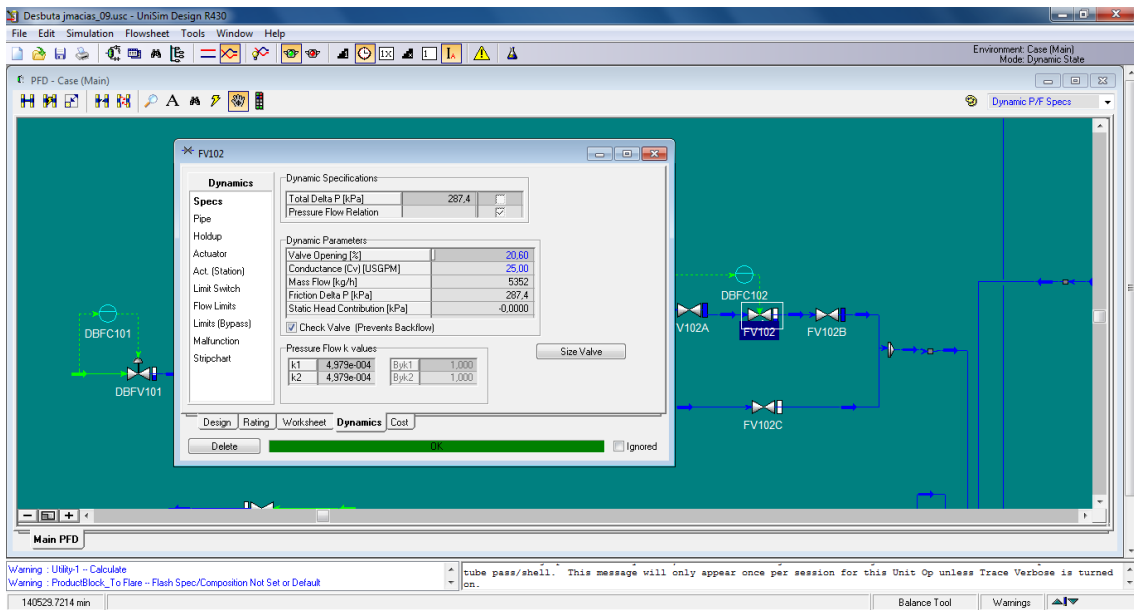 Desbuta jmacias_09.usc - UniSim Design R430
File Edit Simulation Flowsheet Tools Window Help
Environment: Case (Main)
Mode: Dynamic State
PFD - Case (Main)
Dynamic P/F Specs
FV102
Dynamics
Specs
Pipe
Holdup
Actuator
Act. (Station)
Limit Switch
Flow Limits
Limits (Bypass)
Malfunction
Stripchart
Dynamic Specifications
Total Delta P [kPa] 287,4
Pressure Flow Relation
Dynamic Parameters
Valve Opening [%] 20,60
Conductance (Cv) [USGPM] 25,00
Mass Flow [kg/h] 5352
Friction Delta P [kPa] 287,4
Static Head Contribution [kPa] -0,0000
Check Valve (Prevents Backflow)
Pressure Flow k values
k1 4,979e-004 Byk1 1,000
k2 4,979e-004 Byk2 1,000
Size Valve
Design Rating Worksheet Dynamics Cost
Delete OK Ignored
DBFC101
DBFV101
DBFC102
V102A
FV102
FV102B
FV102C
Main PFD
Warning : Utility-1 -- Calculate
Warning : ProductBlock_To Flare -- Flash Spec/Composition Not Set or Default
tube pass/shell. This message will only appear once per session for this Unit Op unless Trace Verbose is turned
on.
140529.7214 min Balance Tool Warnings